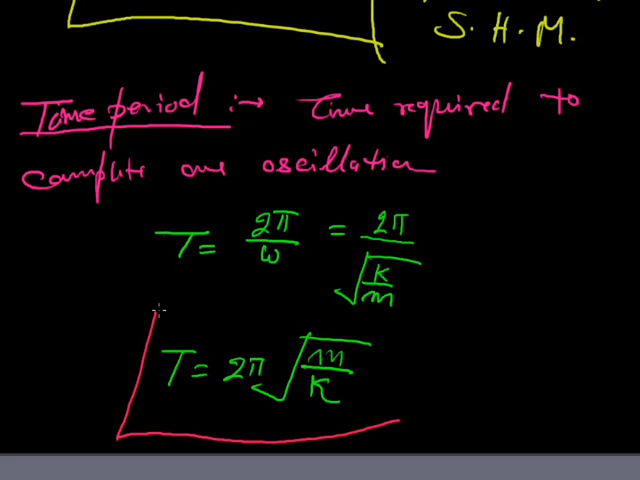 S. H. M.
Time period :→ Time required to
complete one oscillation
T = 2π/ω = 2π/√(k/m)
T = 2π √(m/K)